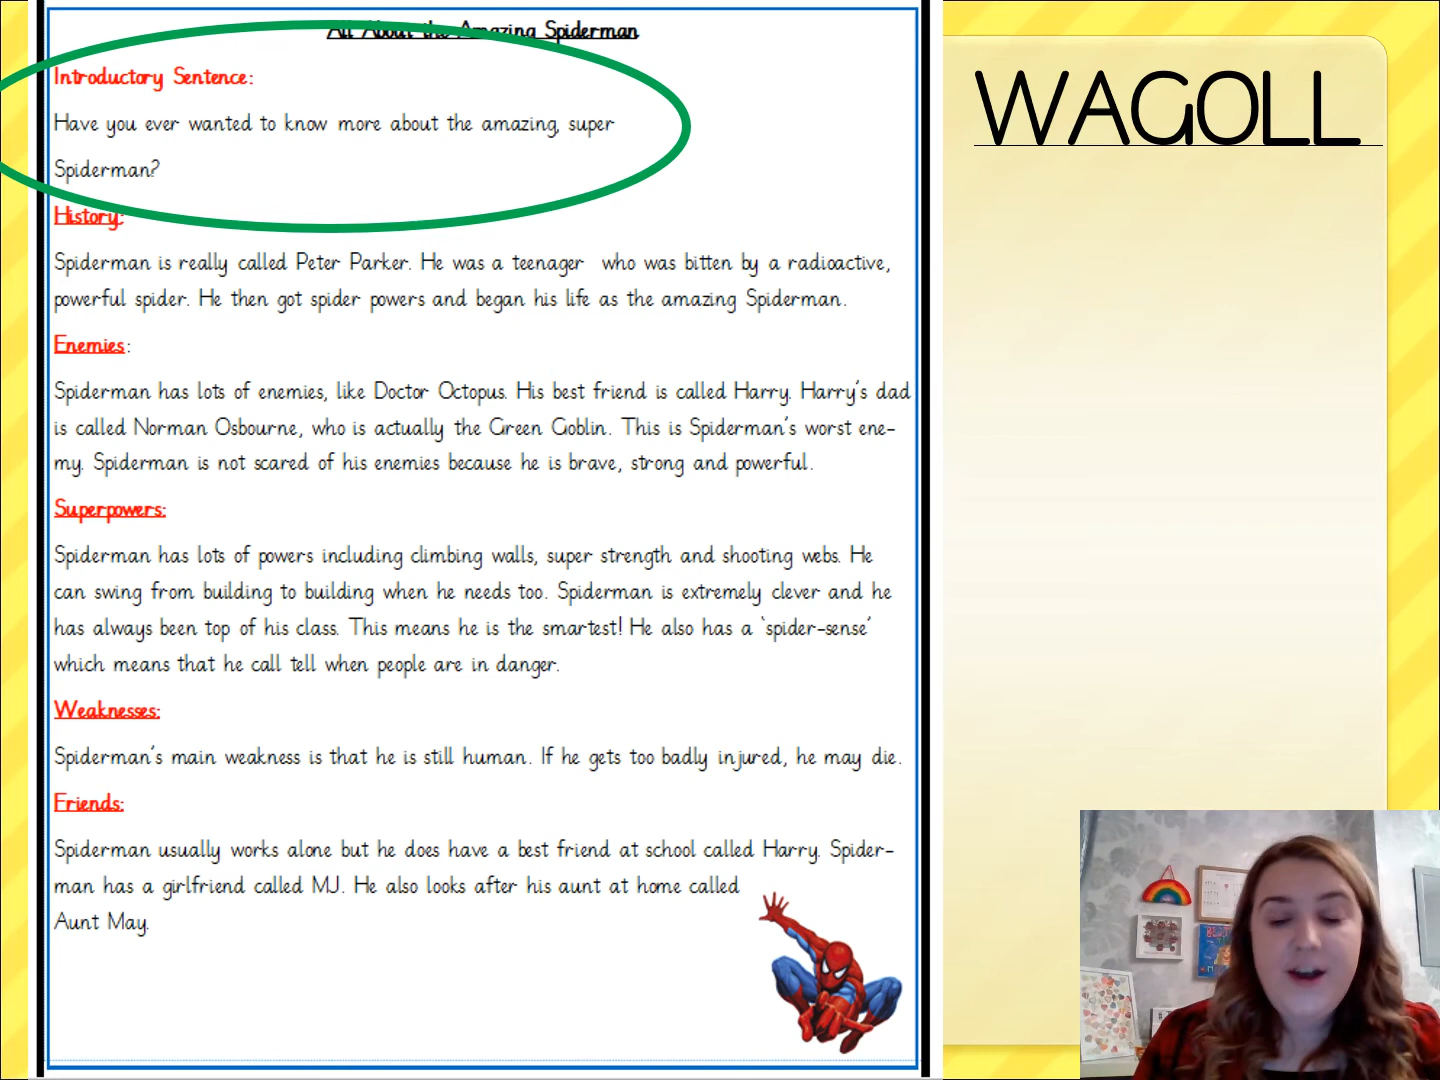 All About the Amazing Spiderman
WAGOLL
Introductory Sentence:
Have you ever wanted to know more about the amazing, super
Spiderman?
History:
Spiderman is really called Peter Parker. He was a teenager who was bitten by a radioactive,
powerful spider. He then got spider powers and began his life as the amazing Spiderman.
Enemies:
Spiderman has lots of enemies, like Doctor Octopus. His best friend is called Harry. Harry's dad
is called Norman Osbourne, who is actually the Green Goblin. This is Spiderman's worst ene-
my. Spiderman is not scared of his enemies because he is brave, strong and powerful.
Superpowers:
Spiderman has lots of powers including climbing walls, super strength and shooting webs. He
can swing from building to building when he needs too. Spiderman is extremely clever and he
has always been top of his class. This means he is the smartest! He also has a ‵spider-sense'
which means that he call tell when people are in danger.
Weaknesses:
Spiderman's main weakness is that he is still human. If he gets too badly injured, he may die.
Friends:
Spiderman usually works alone but he does have a best friend at school called Harry. Spider-
man has a girlfriend called MJ. He also looks after his aunt at home called
Aunt May.